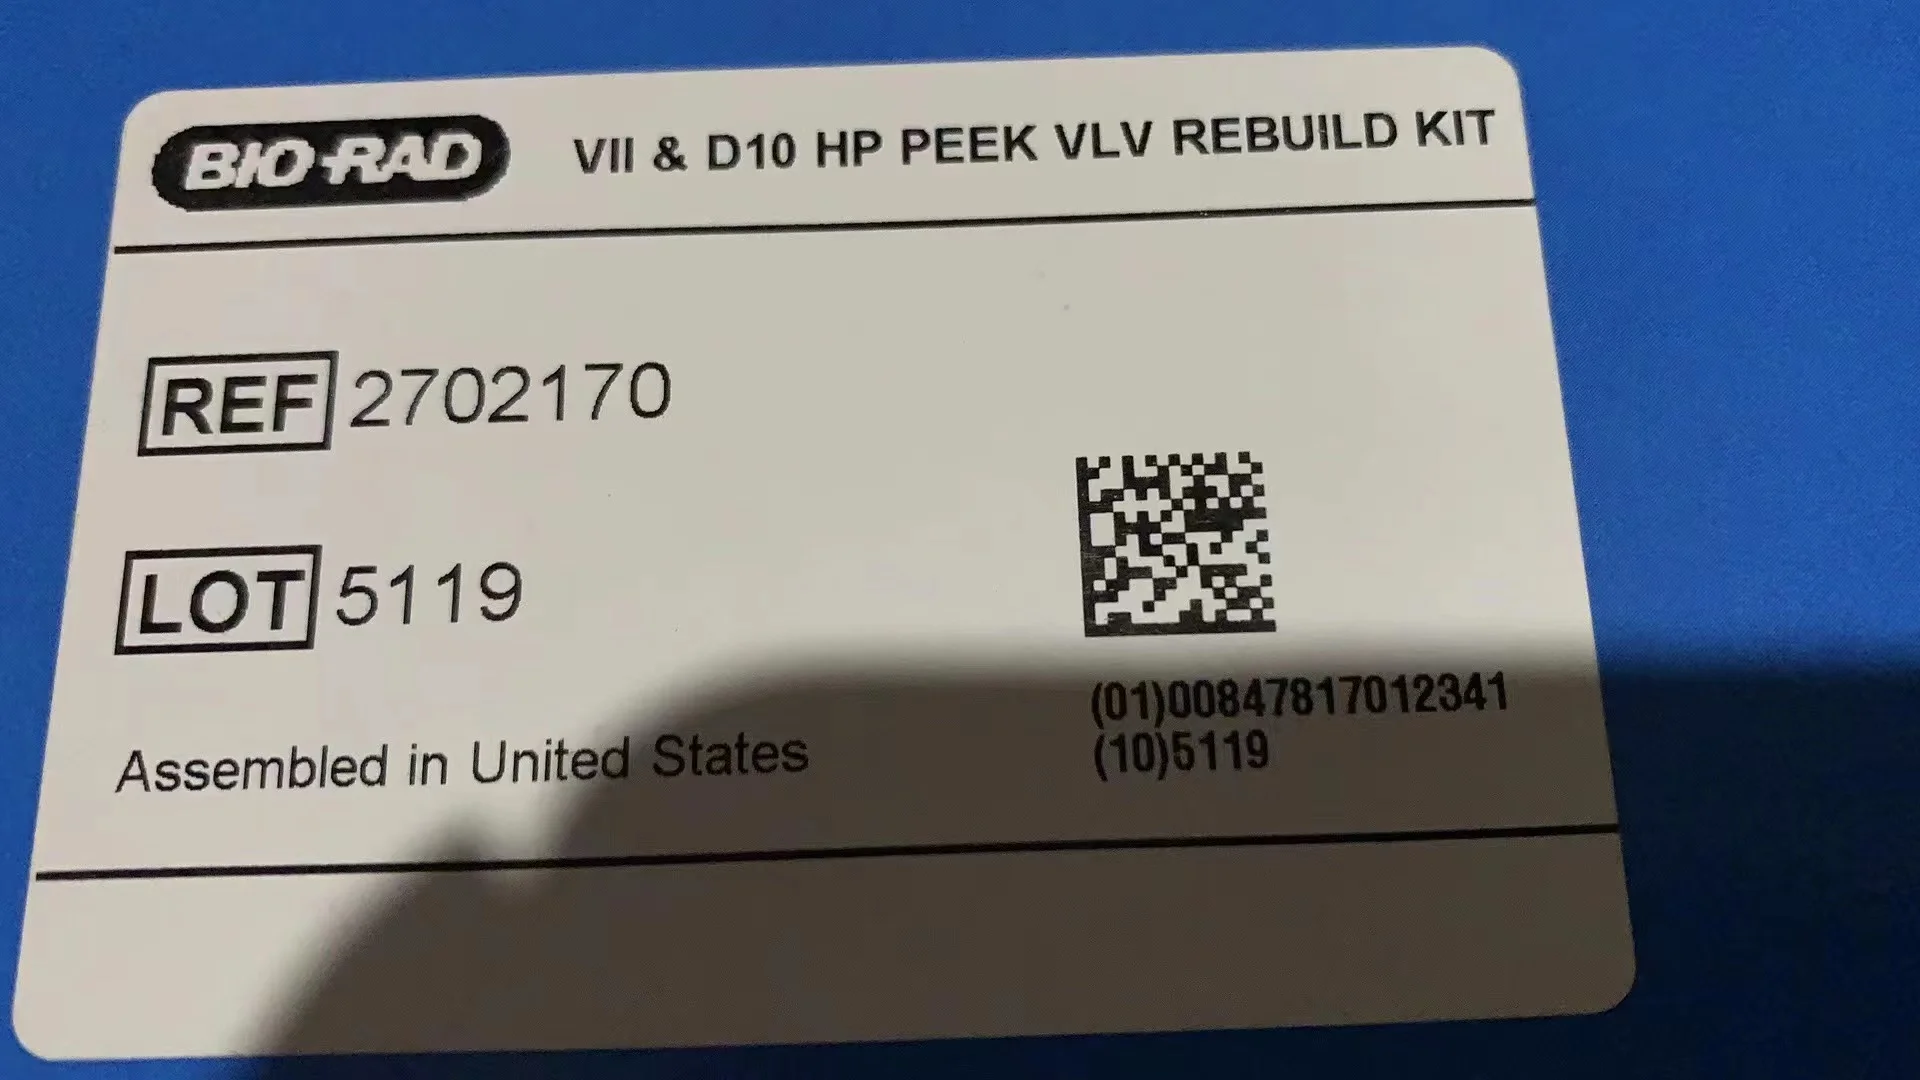 BIO-RAD VII & D10 HP PEEK VLV REBUILD KIT
REF 2702170
LOT 5119
(01)00847817012341
(10)5119
Assembled in United States